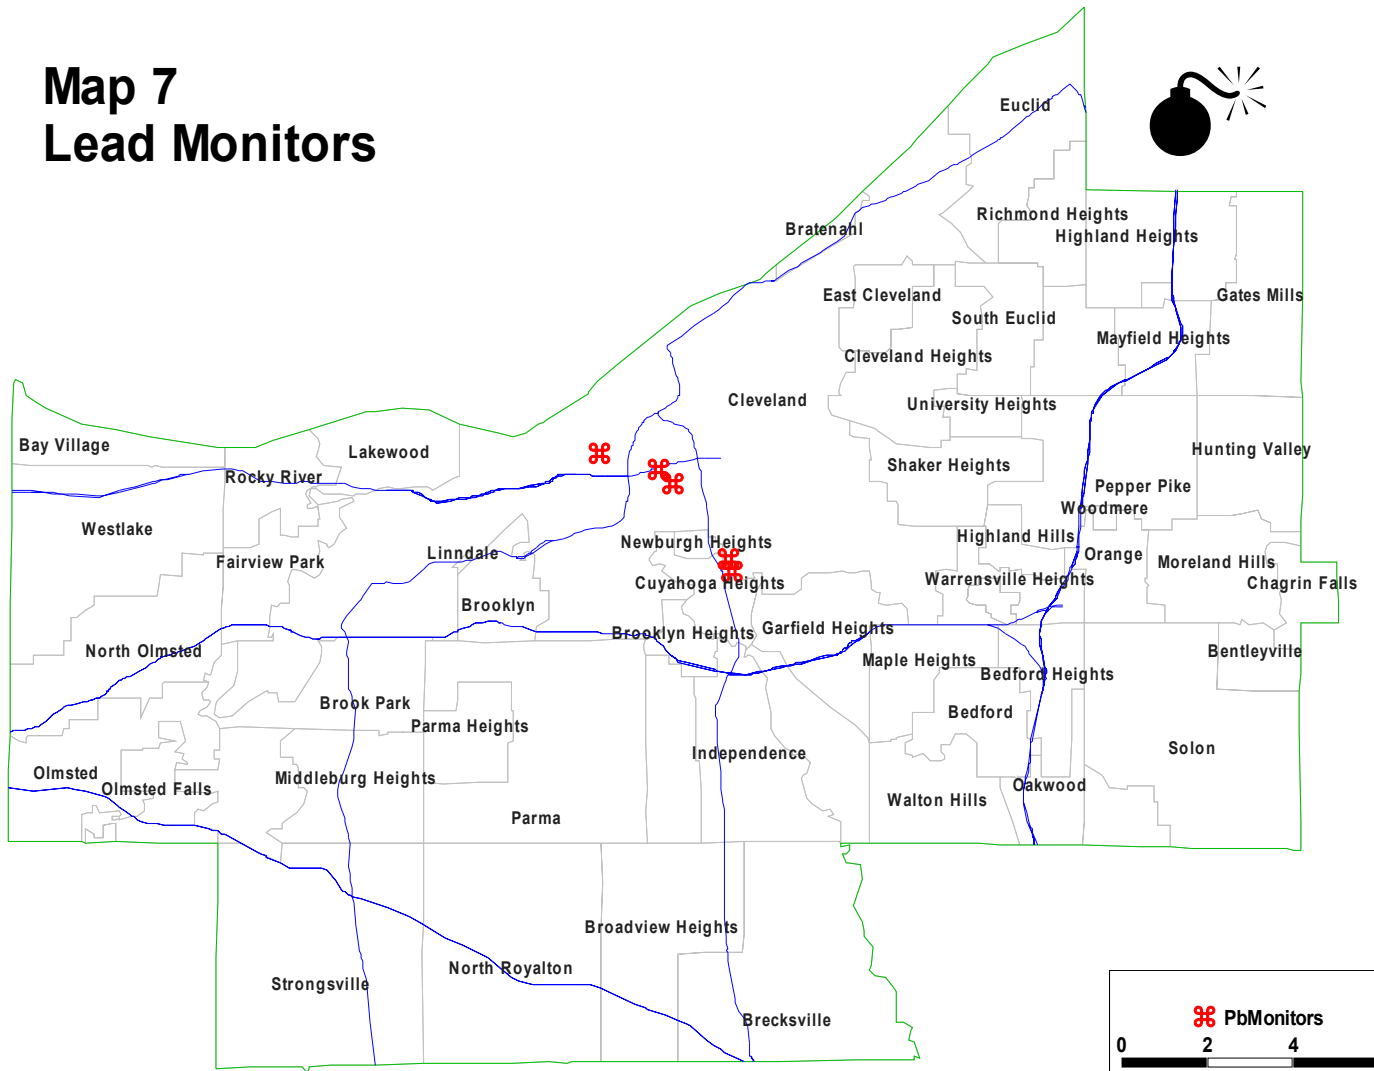 Map 7
Lead Monitors
Euclid
Richmond Heights
Bratenahl
Highland Heights
East Cleveland
Gates Mills
South Euclid
Mayfield Heights
Cleveland Heights
Cleveland
University Heights
Bay Village
Lakewood
Hunting Valley
Shaker Heights
Rocky River
Pepper Pike
Woodmere
Westlake
Highland Hills
Newburgh Heights
Linndale
Orange
Fairview Park
Moreland Hills
Warrensville Heights
Cuyahoga Heights
Chagrin Falls
Brooklyn
Garfield Heights
Brooklyn Heights
North Olmsted
Bentleyville
Maple Heights
Bedford Heights
Brook Park
Bedford
Parma Heights
Solon
Independence
Olmsted
Middleburg Heights
Oakwood
Olmsted Falls
Walton Hills
Parma
Broadview Heights
North Royalton
Strongsville
Brecksville
PbMonitors
0 2 4